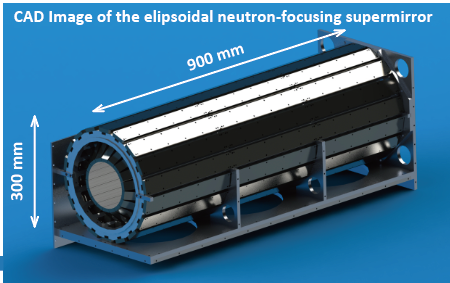 CAD Image of the elipsoidal neutron-focusing supermirror
900 mm
300 mm